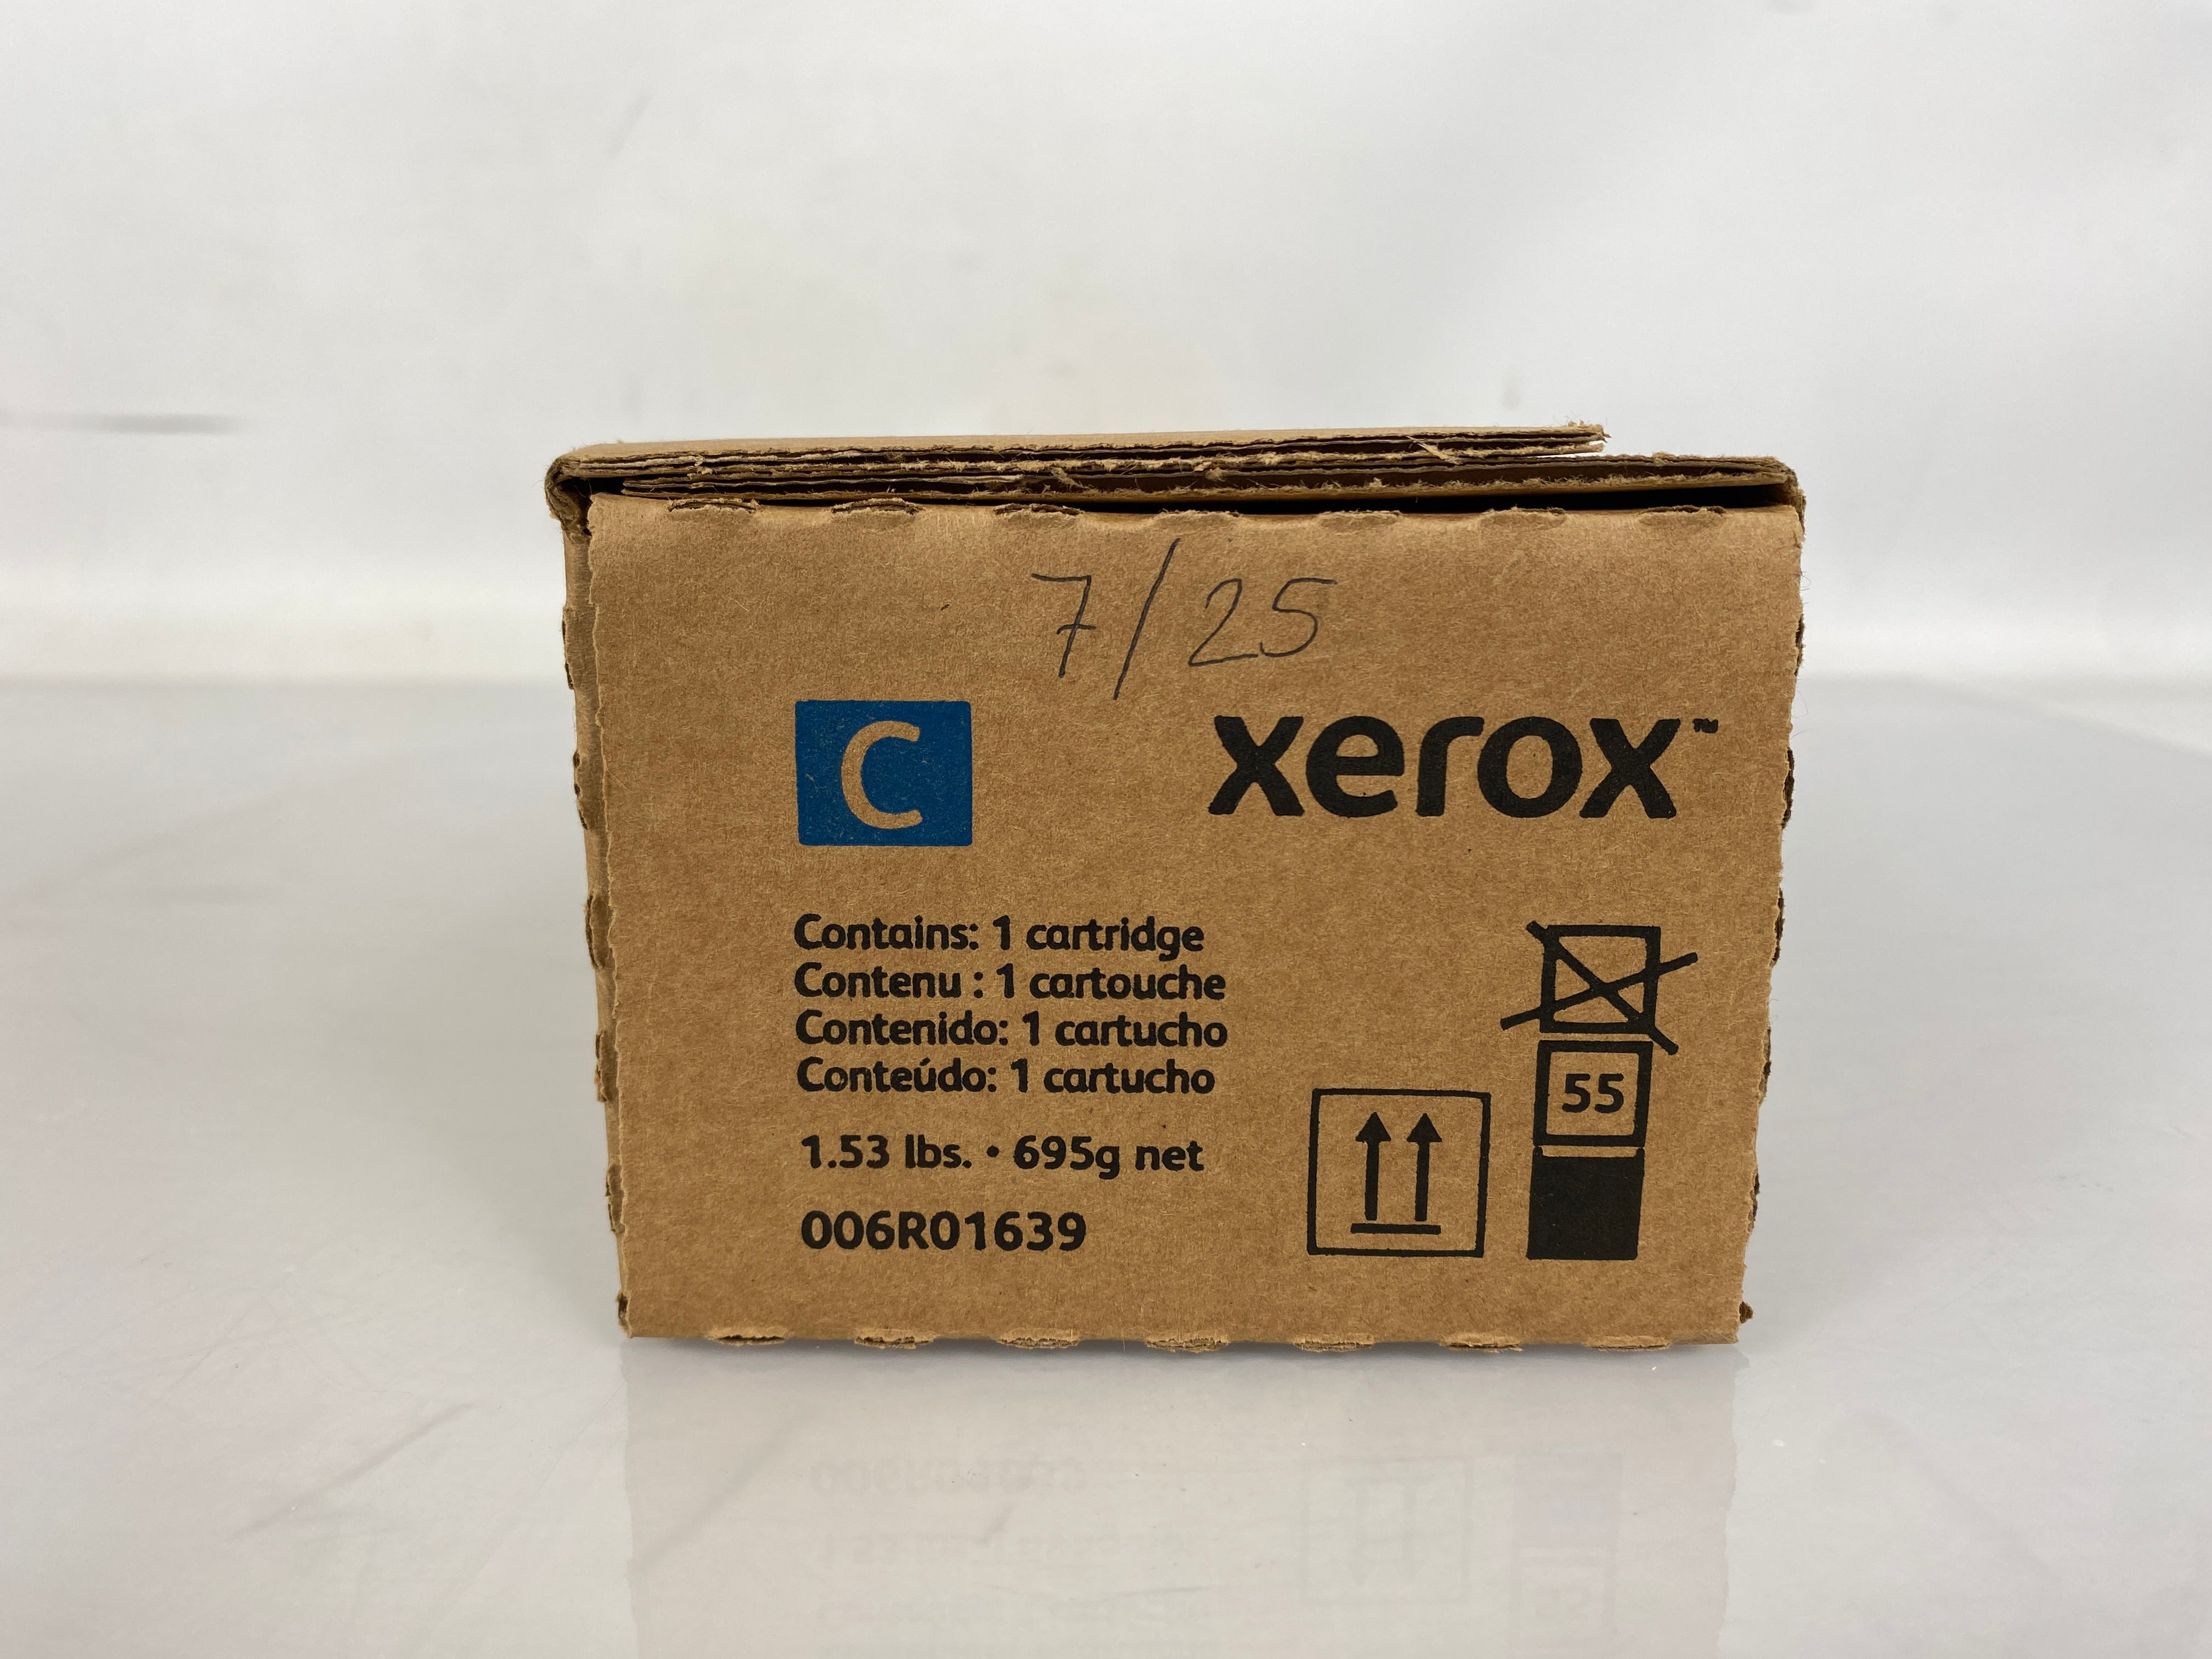 7/25
C
xerox™
Contains: 1 cartridge
Contenu : 1 cartouche
Contenido: 1 cartucho
Conteúdo: 1 cartucho
1.53 lbs. • 695g net
006R01639
55